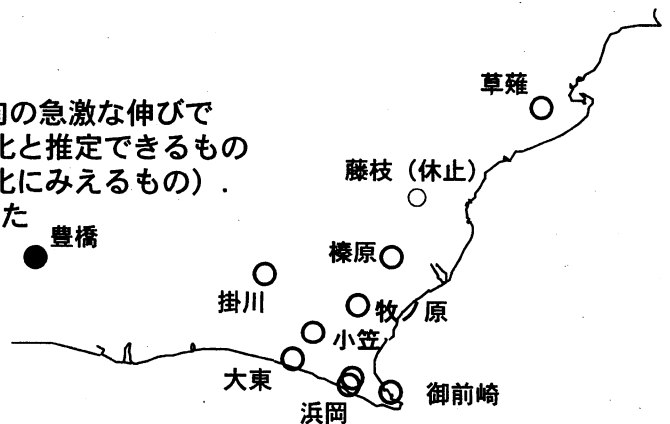 の急激な伸びで
化と推定できるもの
化にみえるもの）．
た
草薙
藤枝（休止）
豊橋
榛原
掛川
牧ノ原
小笠
大東
御前崎
浜岡